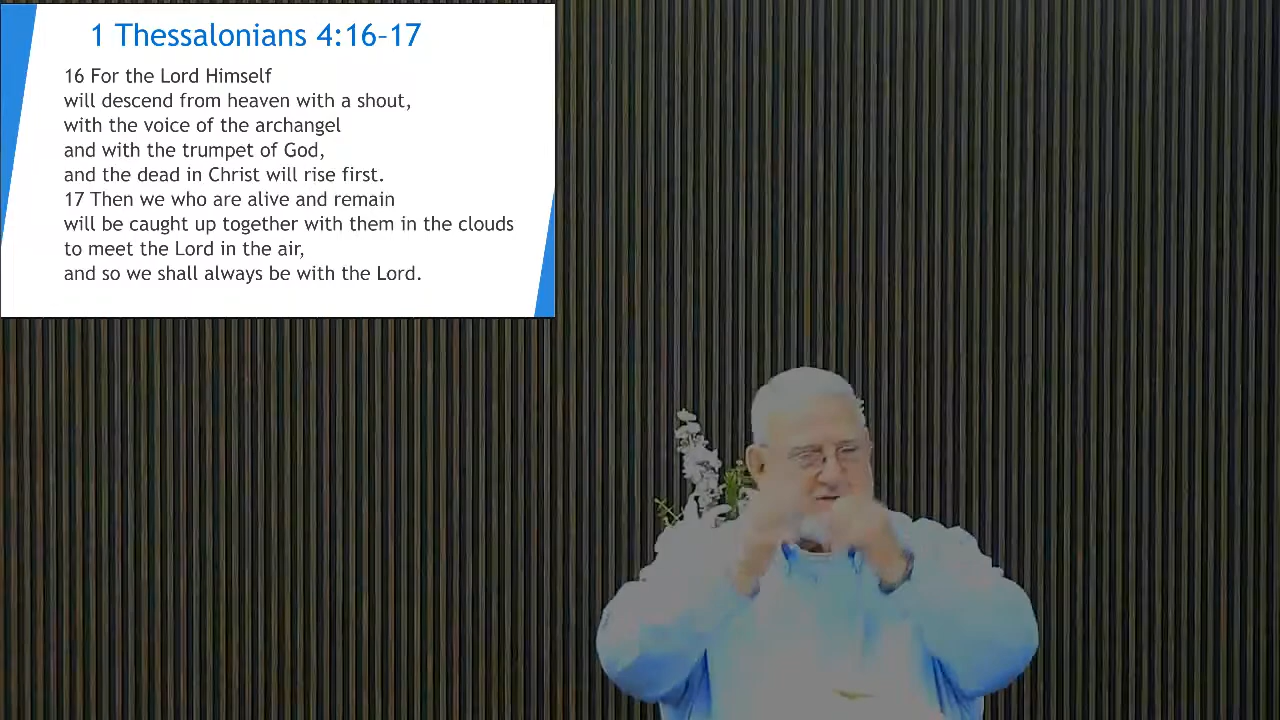 1 Thessalonians 4:16–17
16 For the Lord Himself
will descend from heaven with a shout,
with the voice of the archangel
and with the trumpet of God,
and the dead in Christ will rise first.
17 Then we who are alive and remain
will be caught up together with them in the clouds
to meet the Lord in the air,
and so we shall always be with the Lord.